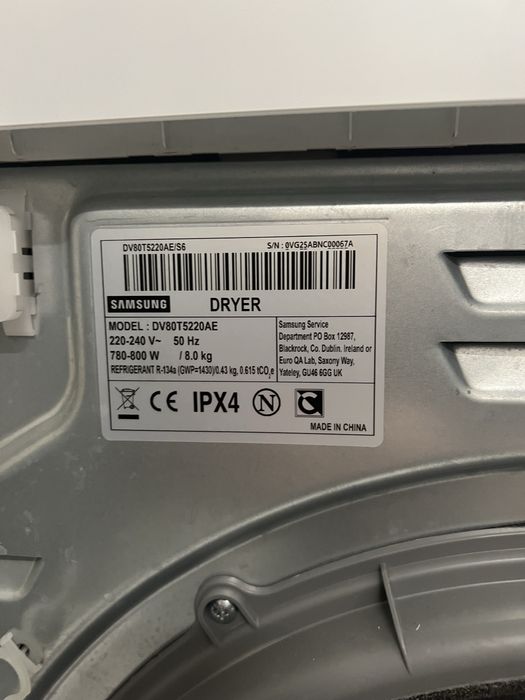 DV80T5220AE/S6 S/N : 0VG25ABNC00067A
SAMSUNG DRYER
MODEL : DV80T5220AE
220-240 V~ 50 Hz
780-800 W / 8.0 kg
REFRIGERANT R-134a (GWP=1430)/0.43 kg, 0.615 tCO₂e
Samsung Service
Department PO Box 12987,
Blackrock, Co. Dublin. Ireland or
Euro QA Lab, Saxony Way,
Yateley, GU46 6GG UK
CE IPX4 N C
MADE IN CHINA